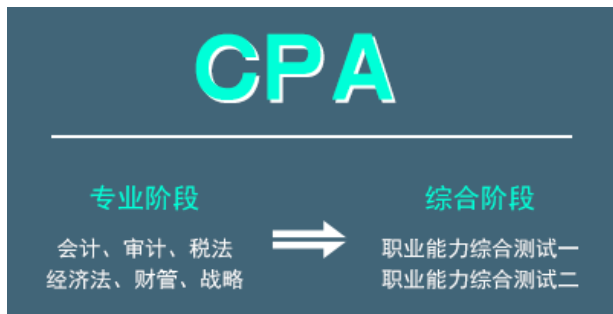 CPA
专业阶段
会计、审计、税法
经济法、财管、战略
综合阶段
职业能力综合测试一
职业能力综合测试二